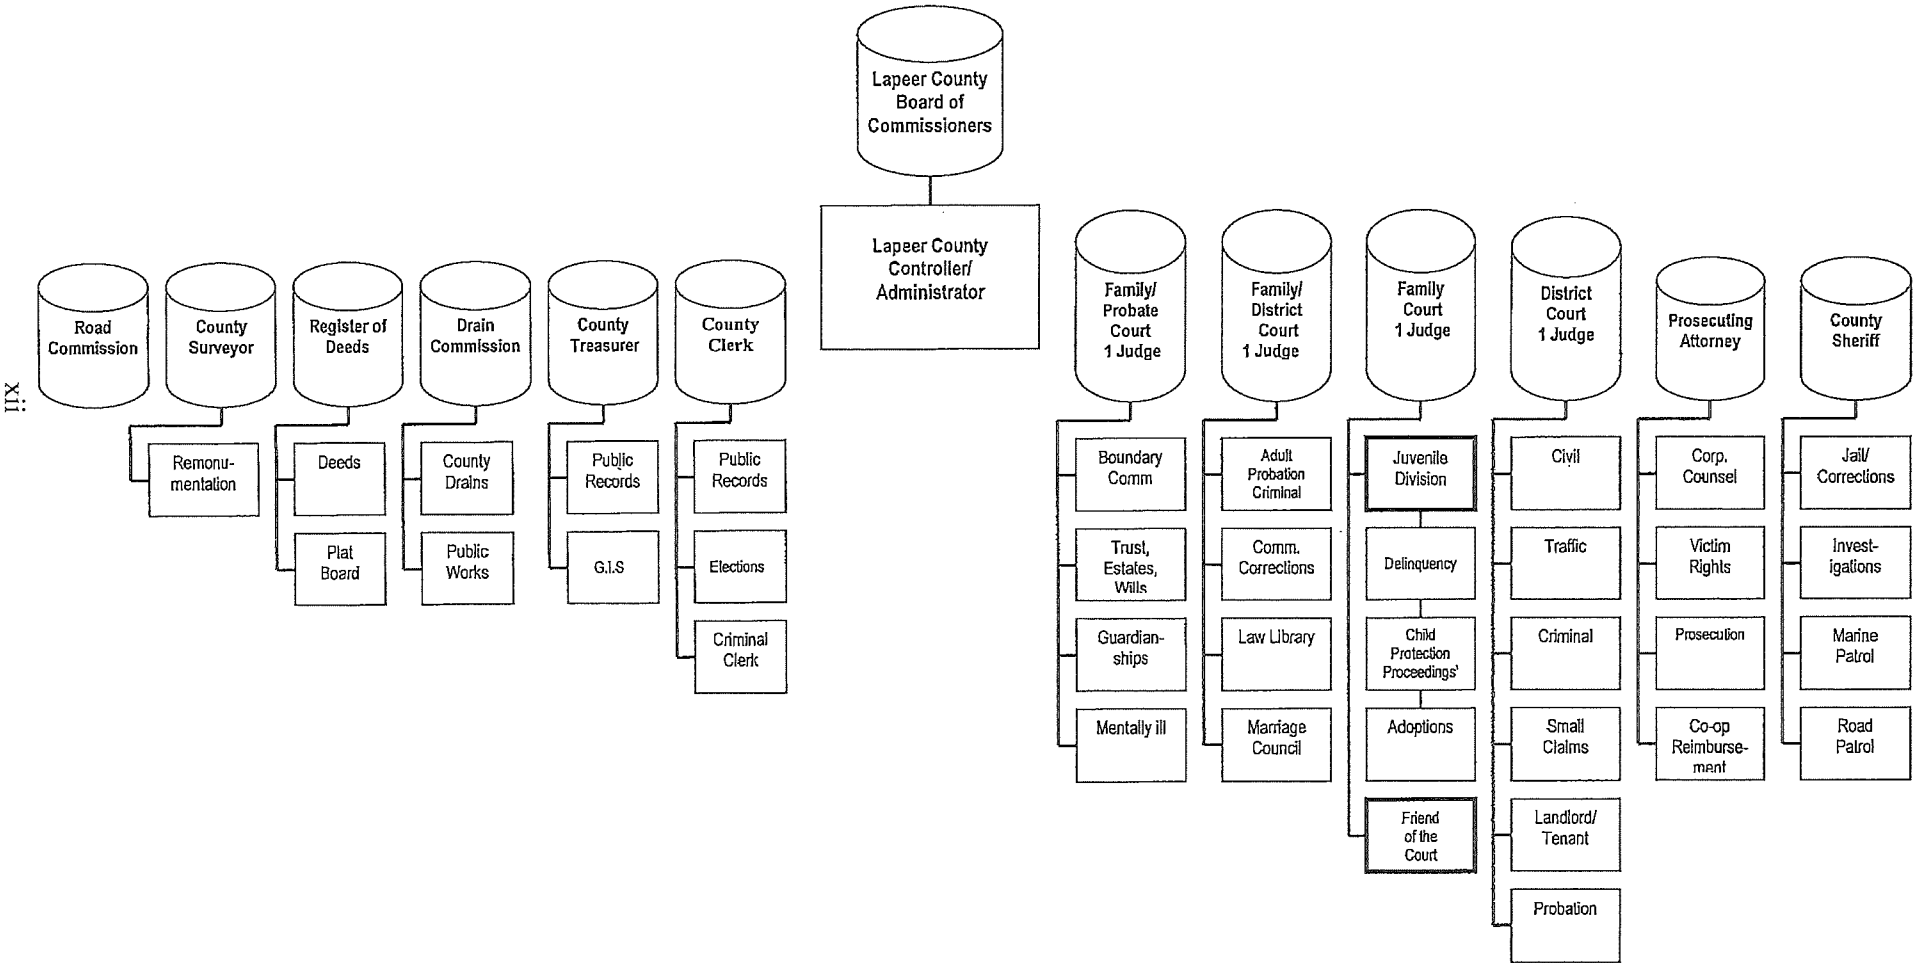 Lapeer County
Board of
Commissioners
Lapeer County
Controller/
Administrator
Road
Commission
County
Surveyor
Remonu-
mentation
Register of
Deeds
Deeds
Plat
Board
Drain
Commission
County
Drains
Public
Works
County
Treasurer
Public
Records
G.I.S
County
Clerk
Public
Records
Elections
Criminal
Clerk
Family/
Probate
Court
1 Judge
Boundary
Comm
Trust,
Estates,
Wills
Guardian-
ships
Mentally ill
Family/
District
Court
1 Judge
Adult
Probation
Criminal
Comm.
Corrections
Law Library
Marriage
Council
Family
Court
1 Judge
Juvenile
Division
Delinquency
Child
Protection
Proceedings'
Adoptions
Friend
of the
Court
District
Court
1 Judge
Civil
Traffic
Criminal
Small
Claims
Landlord/
Tenant
Probation
Prosecuting
Attorney
Corp.
Counsel
Victim
Rights
Prosecution
Co-op
Reimburse-
ment
County
Sheriff
Jail/
Corrections
Invest-
igations
Marine
Patrol
Road
Patrol
xii